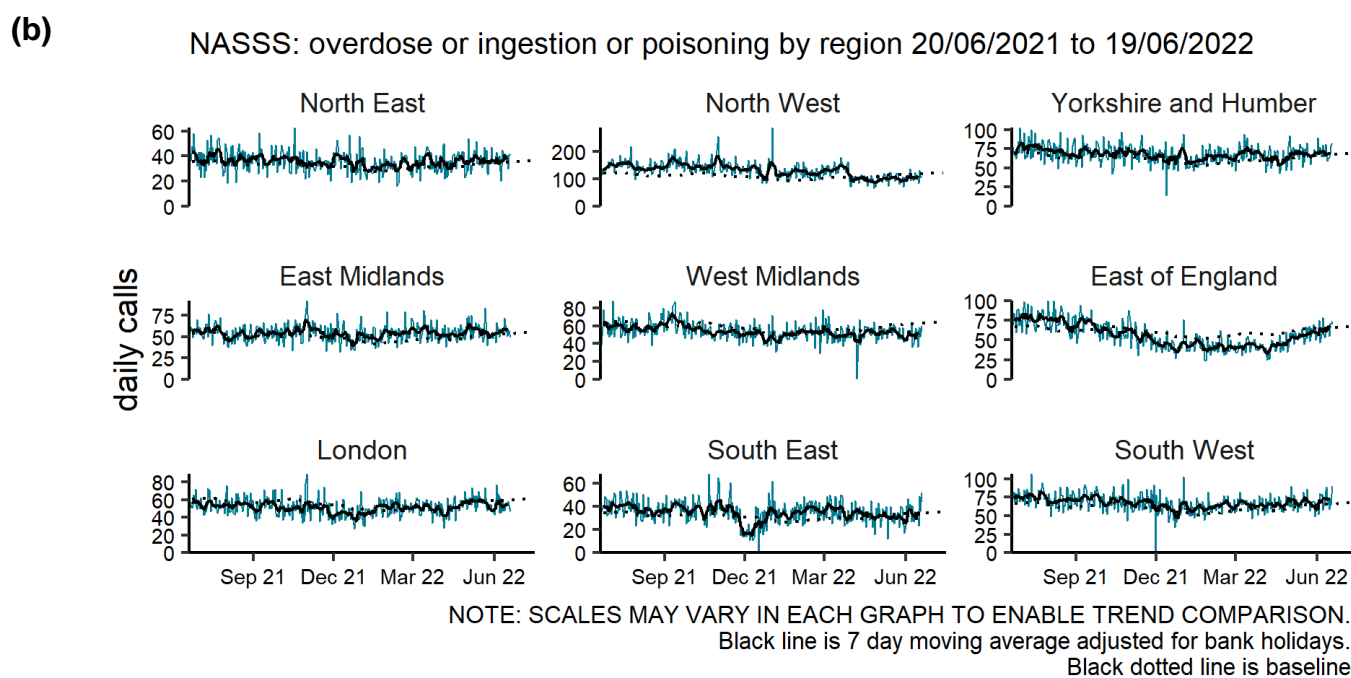 (b)
NASSS: overdose or ingestion or poisoning by region 20/06/2021 to 19/06/2022
North East
North West
Yorkshire and Humber
60
40
20
0
200
100
0
100
75
50
25
0
daily calls
East Midlands
West Midlands
East of England
75
50
25
0
80
60
40
20
0
100
75
50
25
0
London
South East
South West
80
60
40
20
0
60
40
20
0
100
75
50
25
0
Sep 21 Dec 21 Mar 22 Jun 22
Sep 21 Dec 21 Mar 22 Jun 22
Sep 21 Dec 21 Mar 22 Jun 22
NOTE: SCALES MAY VARY IN EACH GRAPH TO ENABLE TREND COMPARISON.
Black line is 7 day moving average adjusted for bank holidays.
Black dotted line is baseline